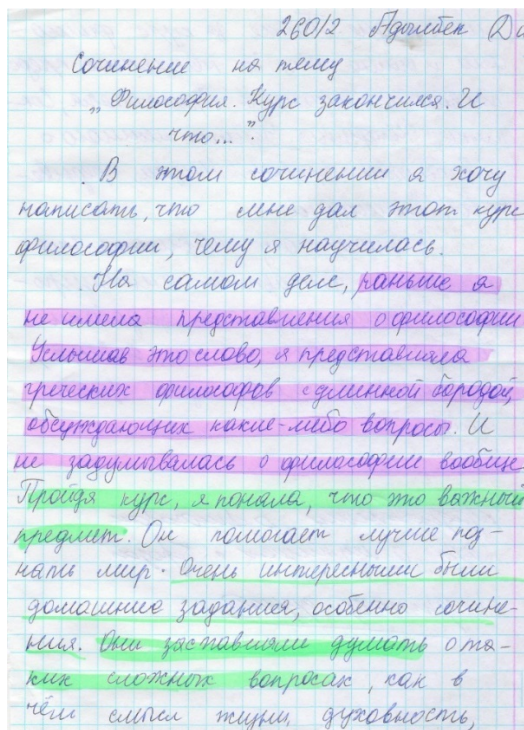 260/2 Адылбек Ди
Сочинение на тему
„Философия. Курс закончился. И
что..."
В этом сочинении я хочу
написать, что мне дал этот курс
философии, чему я научилась.
На самом деле, раньше я
не имела представления о философии.
Услышав это слово, я представляла
греческих философов с длинной бородой,
обсуждающих какие-либо вопросы. И
не задумывалась о философии вообще.
Пройдя курс, я поняла, что это важный
предмет. Он помогает лучше поз-
нать мир. Очень интересными были
домашние задания, особенно сочине-
ния. Они заставляли думать о та-
ких сложных вопросах, как в
чём смысл жизни, духовность,